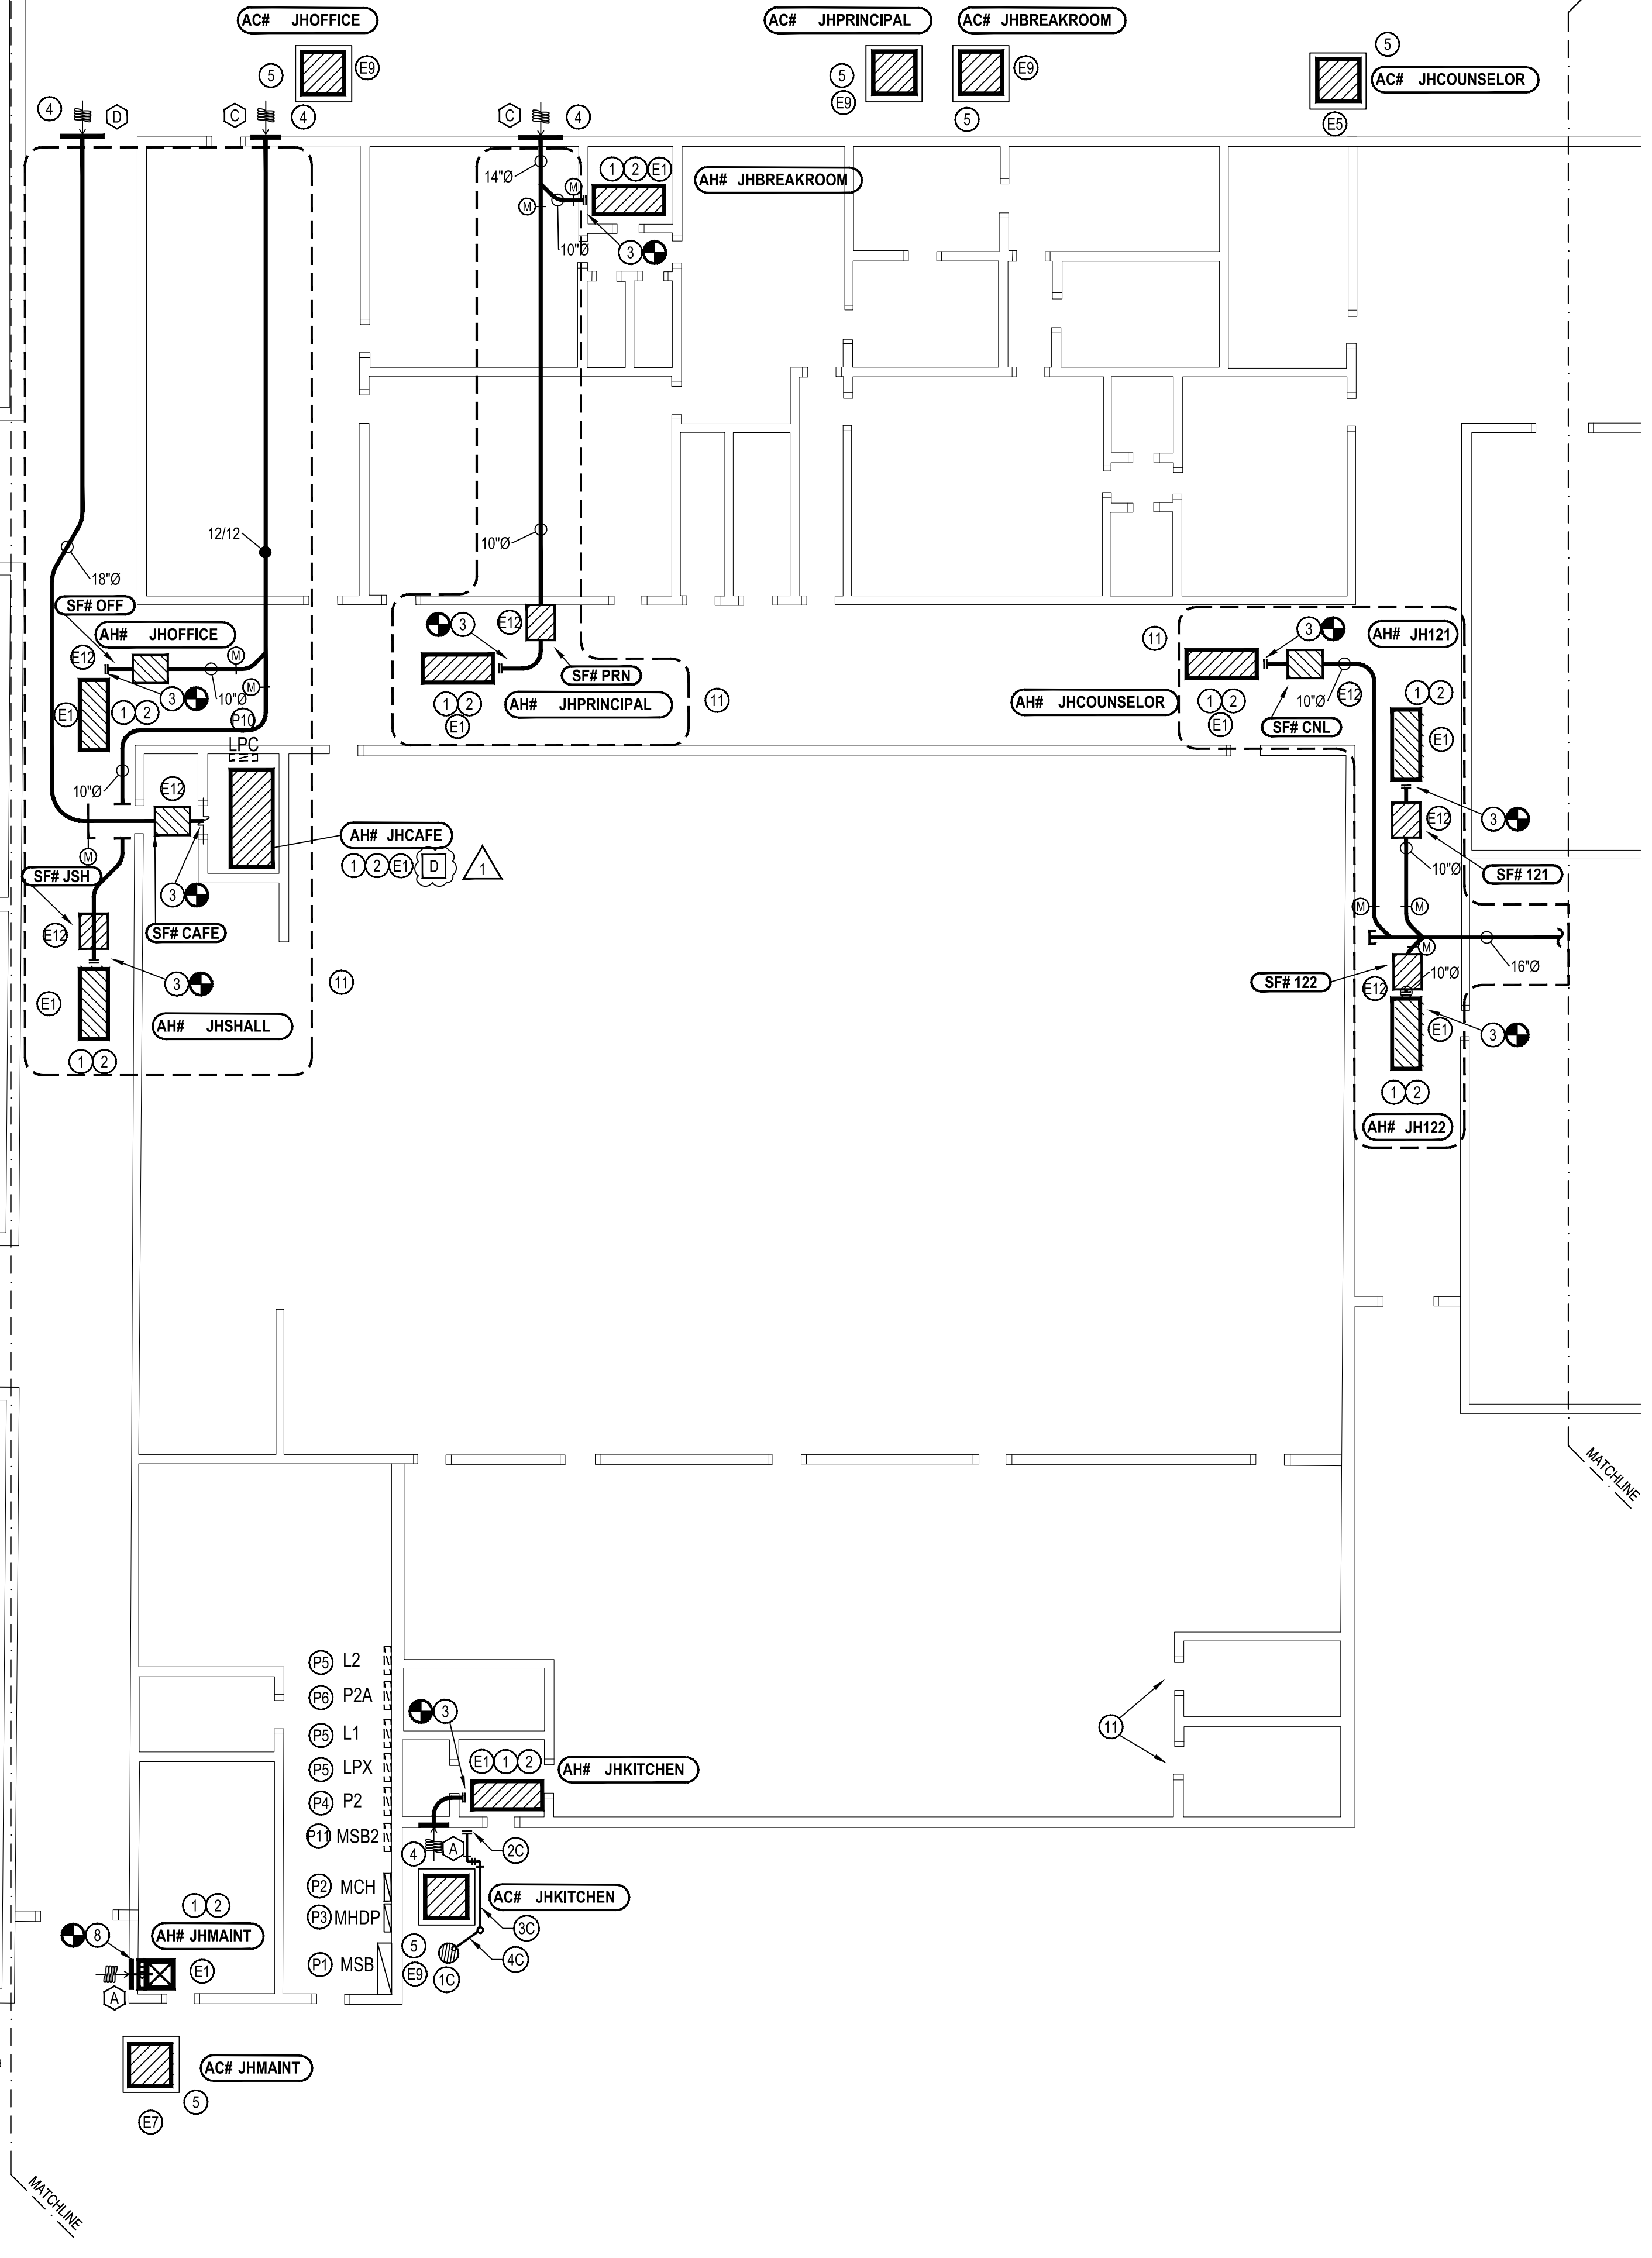 AC# JHOFFICE
AC# JHPRINCIPAL
AC# JHBREAKROOM
5
AC# JHCOUNSELOR
5
E9
5
E9
E9
5
E5
4
D
C
4
C
4
14"Ø
M
1 2 E1
AH# JHBREAKROOM
M
10"Ø
3
12/12
10"Ø
18"Ø
SF# OFF
AH# JHOFFICE
E12
M
10"Ø
3
M
E1
1 2
P10
LPC
3
E12
SF# PRN
1 2
E1
AH# JHPRINCIPAL
11
11
3
AH# JH121
AH# JHCOUNSELOR
1 2
E1
10"Ø
E12
SF# CNL
1 2
E1
10"Ø
E12
AH# JHCAFE
1 2 E1 D 1
M
SF# JSH
3
E12
SF# CAFE
3
E1
11
AH# JHSHALL
1 2
E12
3
10"Ø
SF# 121
M
M
M
SF# 122
10"Ø
16"Ø
E12
E1
3
1 2
AH# JH122
MATCHLINE
P5 L2
P6 P2A
P5 L1
P5 LPX
P4 P2
P11 MSB2
P2 MCH
P3 MHDP
P1 MSB
3
E1 1 2
AH# JHKITCHEN
11
4
A
2C
AC# JHKITCHEN
3C
5
E9
1C
4C
1 2
AH# JHMAINT
8
E1
A
AC# JHMAINT
5
E7
MATCHLINE